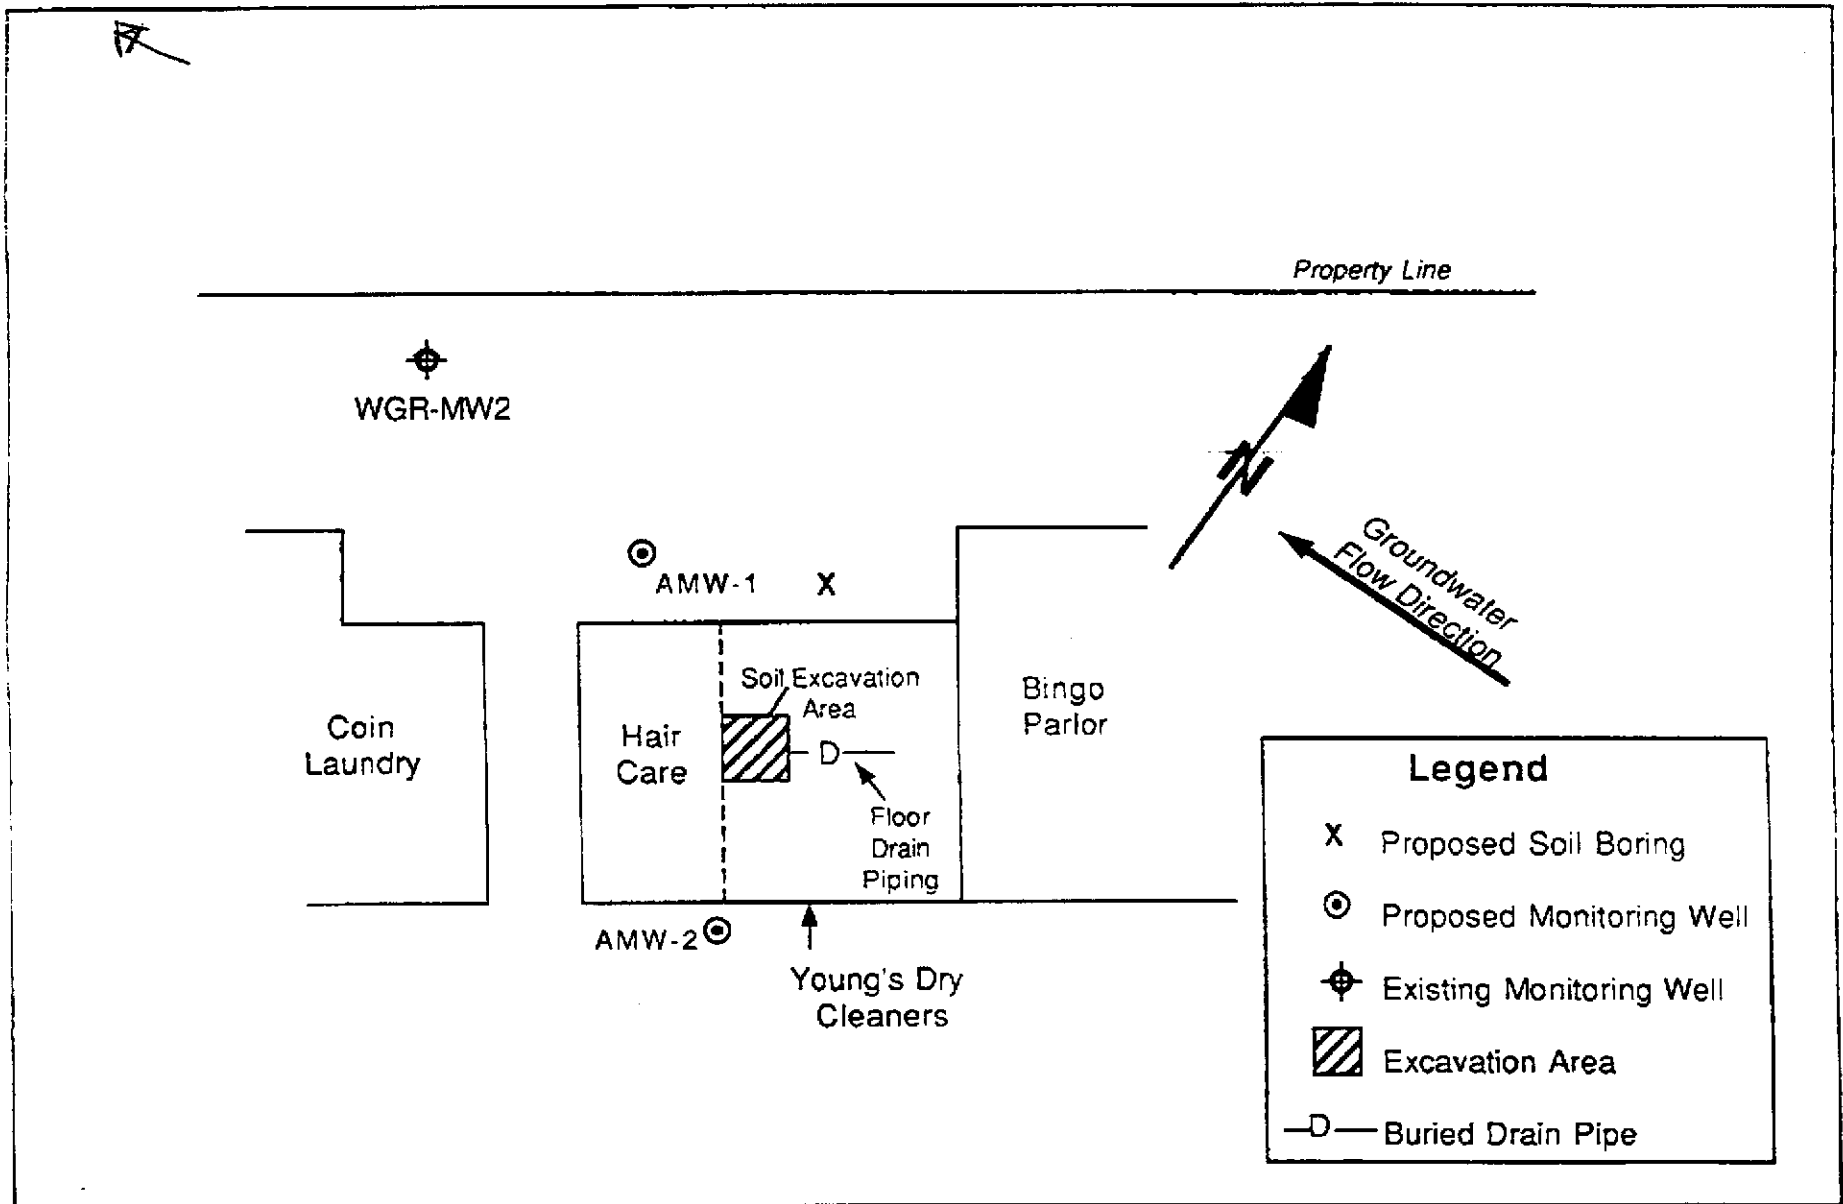 Property Line
WGR-MW2
N
Groundwater
Flow Direction
AMW-1
X
Soil Excavation
Area
Coin
Laundry
Hair
Care
D
Bingo
Parlor
Floor
Drain
Piping
AMW-2
Young's Dry
Cleaners
Legend
X Proposed Soil Boring
Proposed Monitoring Well
Existing Monitoring Well
Excavation Area
D Buried Drain Pipe